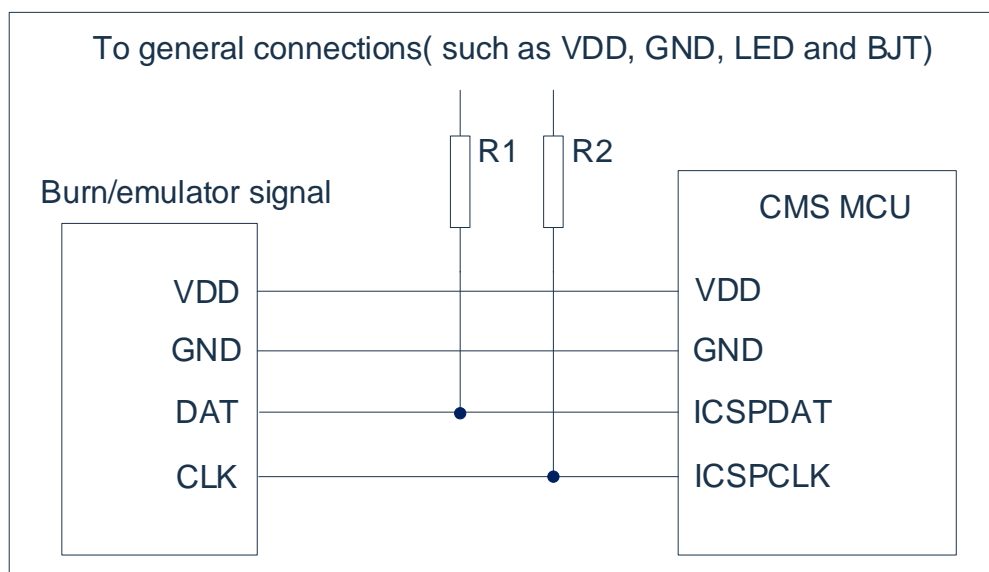 To general connections( such as VDD, GND, LED and BJT)
R1
R2
Burn/emulator signal
CMS MCU
VDD
VDD
GND
GND
DAT
ICSPDAT
CLK
ICSPCLK